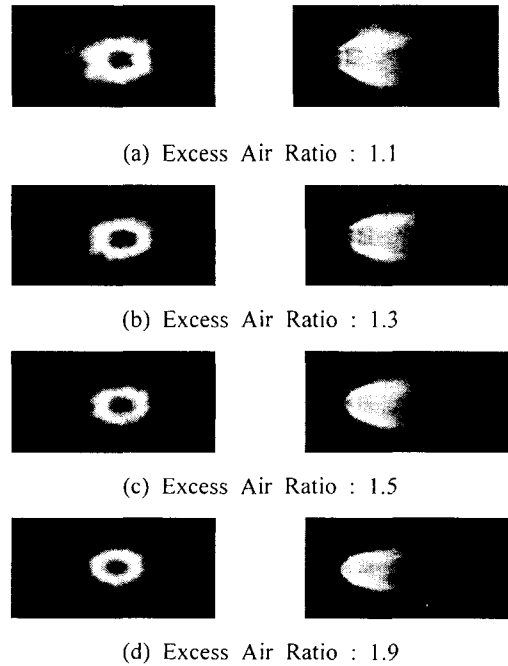 (a) Excess Air Ratio : 1.1
(b) Excess Air Ratio : 1.3
(c) Excess Air Ratio : 1.5
(d) Excess Air Ratio : 1.9